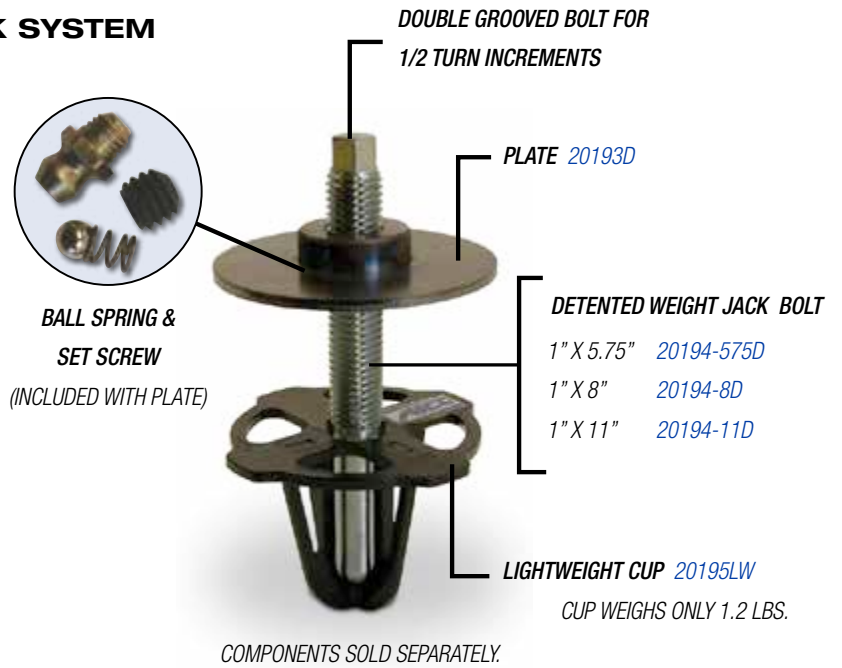 K SYSTEM
DOUBLE GROOVED BOLT FOR
1/2 TURN INCREMENTS
PLATE 20193D
BALL SPRING &
SET SCREW
(INCLUDED WITH PLATE)
DETENTED WEIGHT JACK BOLT
1” X 5.75” 20194-575D
1” X 8” 20194-8D
1” X 11” 20194-11D
LIGHTWEIGHT CUP 20195LW
CUP WEIGHS ONLY 1.2 LBS.
COMPONENTS SOLD SEPARATELY.